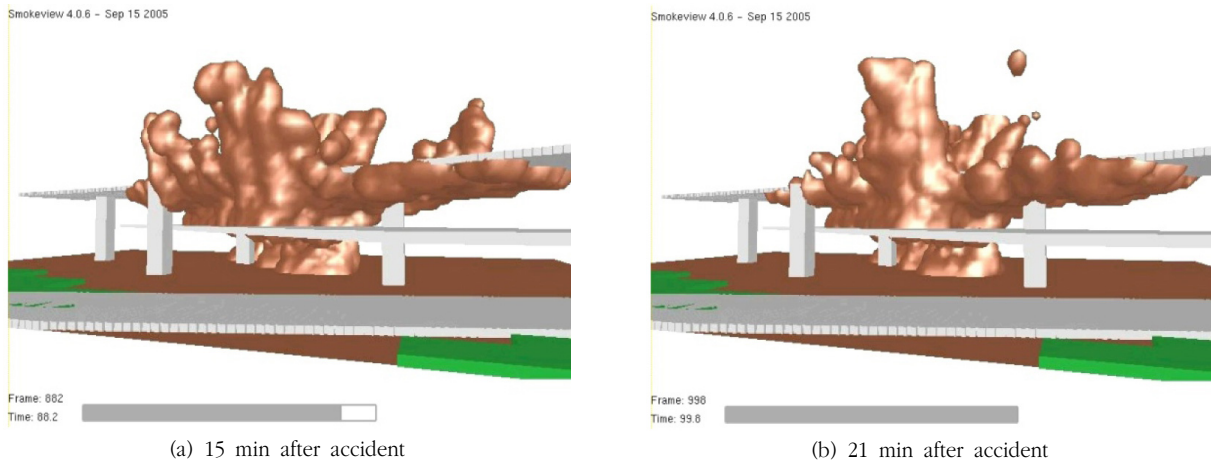 Smokeview 4.0.6 – Sep 15 2005
Frame: 882
Time: 88.2
(a) 15 min after accident
Smokeview 4.0.6 – Sep 15 2005
Frame: 998
Time: 99.8
(b) 21 min after accident